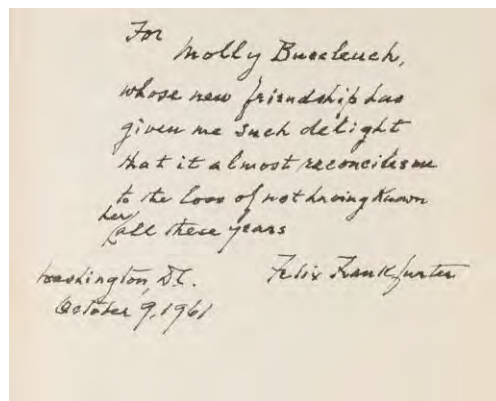 For
Molly Buccleuch,
whose new friendship has
given me such delight
that it almost reconciles me
to the loss of not having known
her all these years
Washington, D.C.
Felix Frankfurter
October 9, 1961